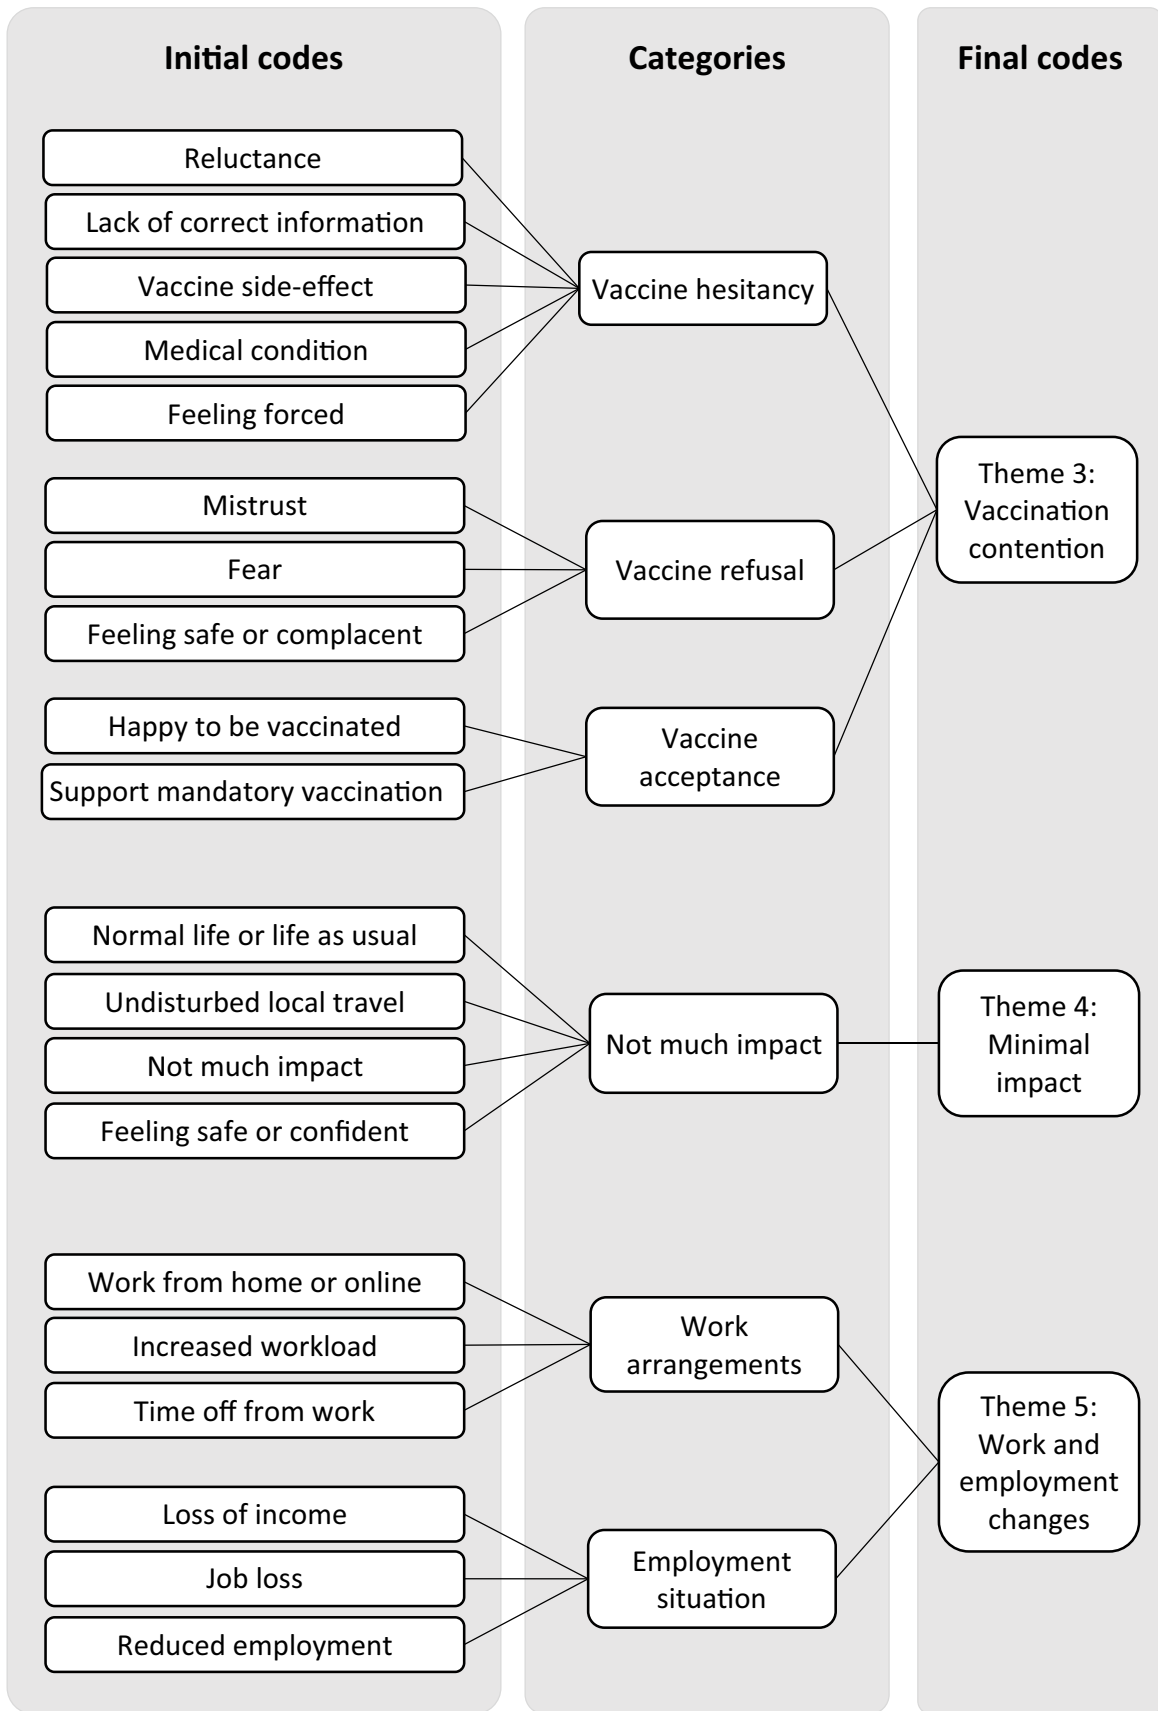 Initial codes
Categories
Final codes
Reluctance
Lack of correct information
Vaccine side-effect
Medical condition
Feeling forced
Vaccine hesitancy
Mistrust
Fear
Feeling safe or complacent
Vaccine refusal
Happy to be vaccinated
Support mandatory vaccination
Vaccine
acceptance
Theme 3:
Vaccination
contention
Normal life or life as usual
Undisturbed local travel
Not much impact
Feeling safe or confident
Not much impact
Theme 4:
Minimal
impact
Work from home or online
Increased workload
Time off from work
Work
arrangements
Loss of income
Job loss
Reduced employment
Employment
situation
Theme 5:
Work and
employment
changes